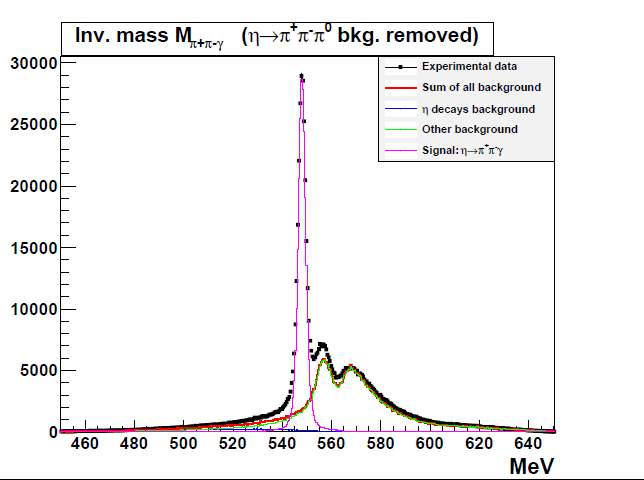 Inv. mass Mπ+π-γ (η→π⁺π⁻π⁰ bkg. removed)
Experimental data
Sum of all background
η decays background
Other background
Signal: η→π⁺π⁻γ
30000
25000
20000
15000
10000
5000
0
460 480 500 520 540 560 580 600 620 640
MeV